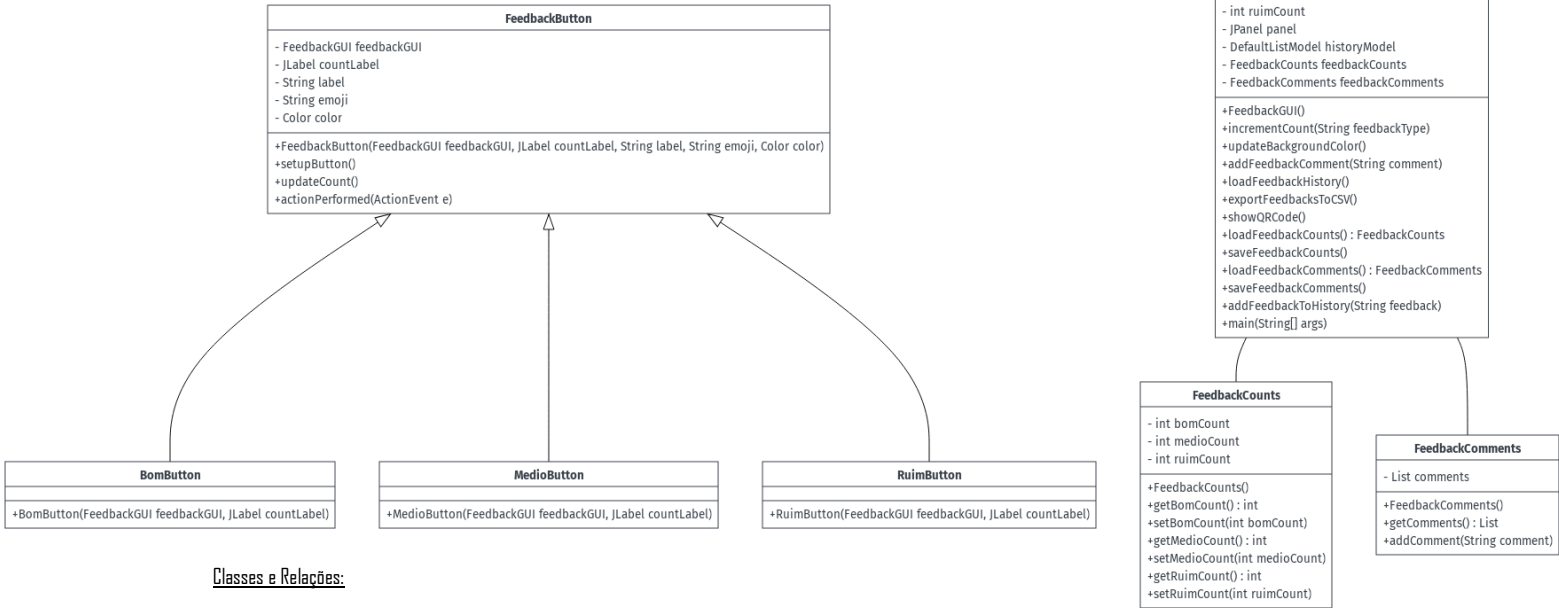 FeedbackButton
- FeedbackGUI feedbackGUI
- JLabel countLabel
- String label
- String emoji
- Color color
+FeedbackButton(FeedbackGUI feedbackGUI, JLabel countLabel, String label, String emoji, Color color)
+setupButton()
+updateCount()
+actionPerformed(ActionEvent e)
BomButton
+BomButton(FeedbackGUI feedbackGUI, JLabel countLabel)
MedioButton
+MedioButton(FeedbackGUI feedbackGUI, JLabel countLabel)
RuimButton
+RuimButton(FeedbackGUI feedbackGUI, JLabel countLabel)
- int ruimCount
- JPanel panel
- DefaultListModel historyModel
- FeedbackCounts feedbackCounts
- FeedbackComments feedbackComments
+FeedbackGUI()
+incrementCount(String feedbackType)
+updateBackgroundColor()
+addFeedbackComment(String comment)
+loadFeedbackHistory()
+exportFeedbacksToCSV()
+showQRCode()
+loadFeedbackCounts() : FeedbackCounts
+saveFeedbackCounts()
+loadFeedbackComments() : FeedbackComments
+saveFeedbackComments()
+addFeedbackToHistory(String feedback)
+main(String[] args)
FeedbackCounts
- int bomCount
- int medioCount
- int ruimCount
+FeedbackCounts()
+getBomCount() : int
+setBomCount(int bomCount)
+getMedioCount() : int
+setMedioCount(int medioCount)
+getRuimCount() : int
+setRuimCount(int ruimCount)
FeedbackComments
- List comments
+FeedbackComments()
+getComments() : List
+addComment(String comment)
Classes e Relações: